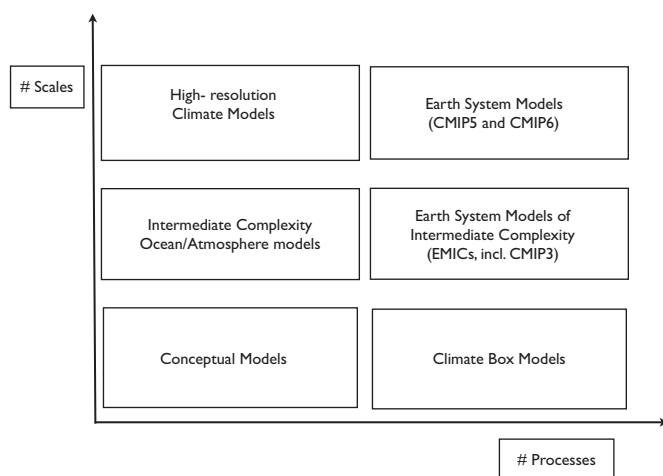 # Scales
High- resolution
Climate Models
Earth System Models
(CMIP5 and CMIP6)
Intermediate Complexity
Ocean/Atmosphere models
Earth System Models of
Intermediate Complexity
(EMICs, incl. CMIP3)
Conceptual Models
Climate Box Models
# Processes